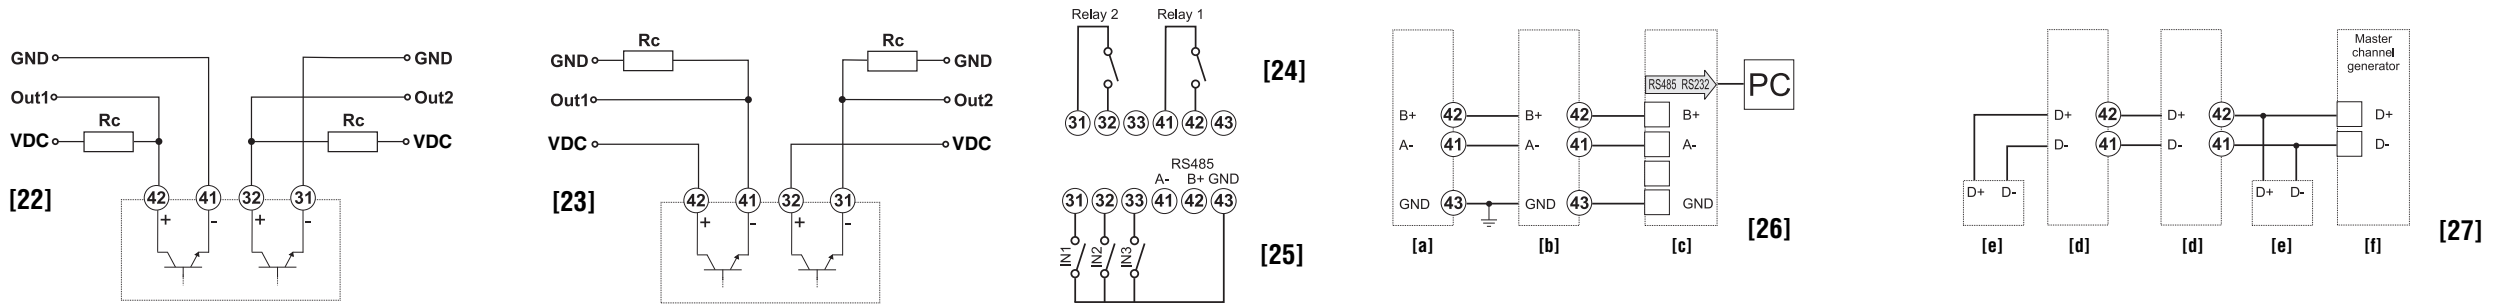 Rc
GND GND
Out1 Out2
Rc
VDC VDC
42 41 32 31
+ - + -
[22]
Rc Rc
GND GND
Out1 Out2
VDC VDC
42 41 32 31
+ - + -
[23]
Relay 2 Relay 1
31 32 33 41 42 43
[24]
RS485
A- B+ GND
31 32 33 41 42 43
IN1 IN2 IN3
[25]
RS485 RS232 PC
B+ 42 B+ 42 B+
A- 41 A- 41 A-
GND 43 GND 43 GND
[a] [b] [c]
[26]
Master
channel
generator
D+ 42 D+ 42 D+
D- 41 D- 41 D-
D+ D- D+ D-
[e] [d] [d] [e] [f]
[27]